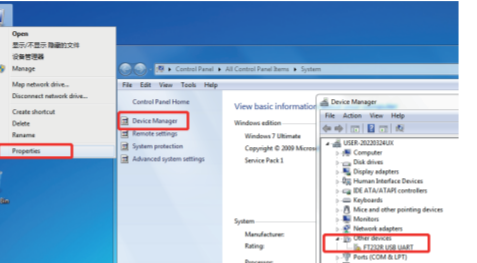 Open
显示/不显示 隐藏的文件
设备管理器
Manage
Map network drive...
Disconnect network drive...
Create shortcut
Delete
Rename
Properties
Control Panel
All Control Panel Items
System
File Edit View Tools Help
Control Panel Home
Device Manager
Remote settings
System protection
Advanced system settings
View basic information
Windows edition
Windows 7 Ultimate
Copyright © 2009 Microso
Service Pack 1
System
Manufacturer:
Rating:
Processor:
Device Manager
File Action View Help
USER-20220324UX
Computer
Disk drives
Display adapters
Human Interface Devices
IDE ATA/ATAPI controllers
Keyboards
Mice and other pointing devices
Monitors
Network adapters
Other devices
FT232R USB UART
Ports (COM & LPT)